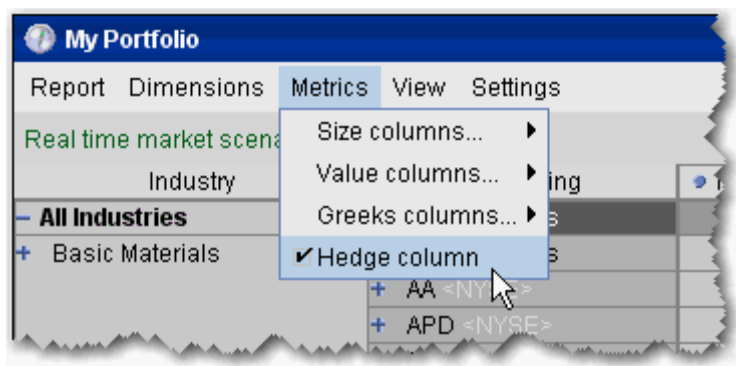 My Portfolio
Report Dimensions Metrics View Settings
Real time market scena
Size columns...
Industry
Value columns...
ing
All Industries
Greeks columns...
s
Basic Materials
Hedge column
s
AA <NYSE>
APD <NYSE>